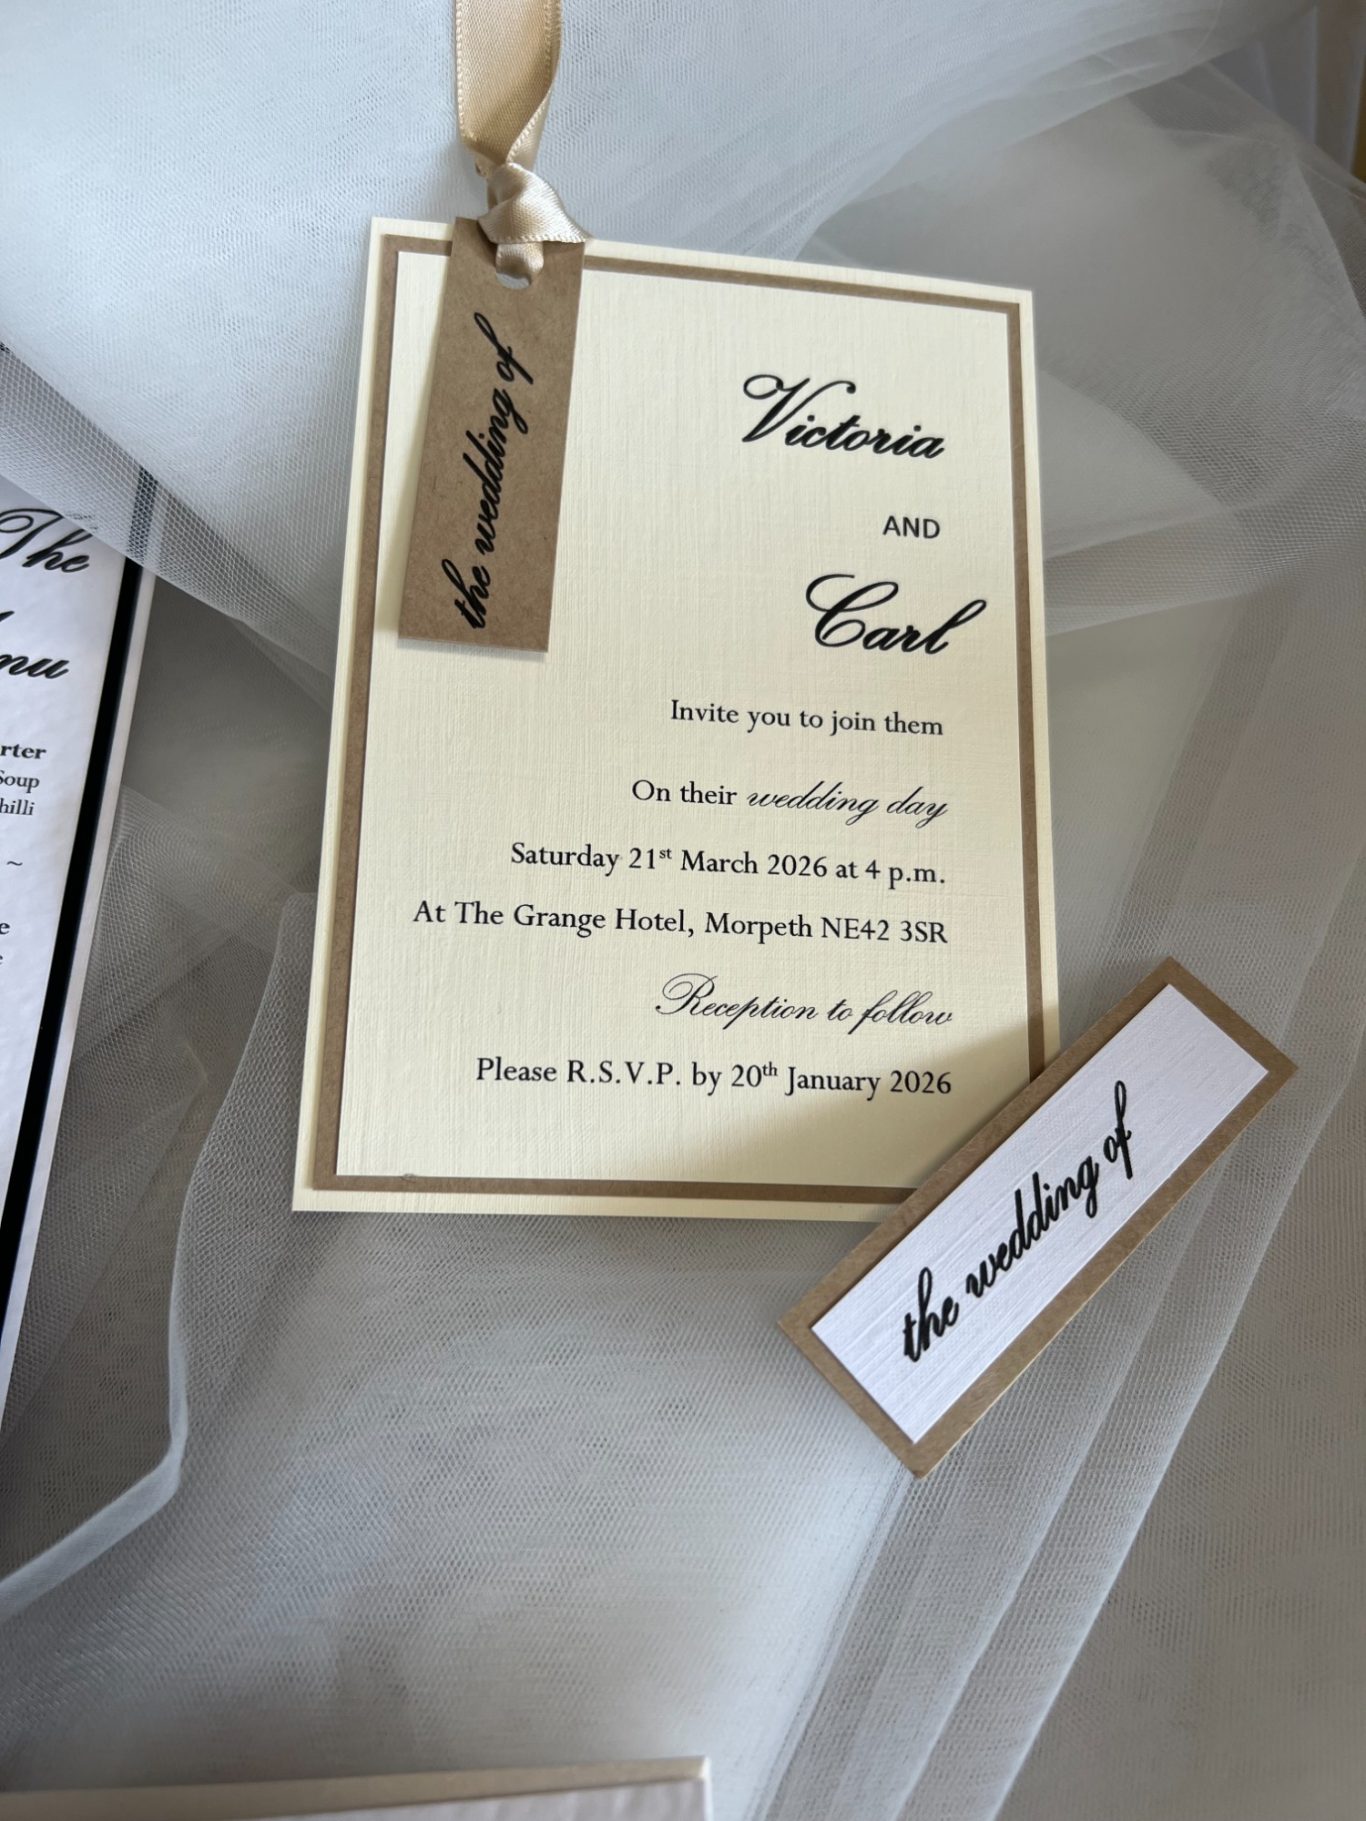 the wedding of
Victoria
AND
Carl
Invite you to join them
On their wedding day
Saturday 21st March 2026 at 4 p.m.
At The Grange Hotel, Morpeth NE42 3SR
Reception to follow
Please R.S.V.P. by 20th January 2026
the wedding of
The
Soup